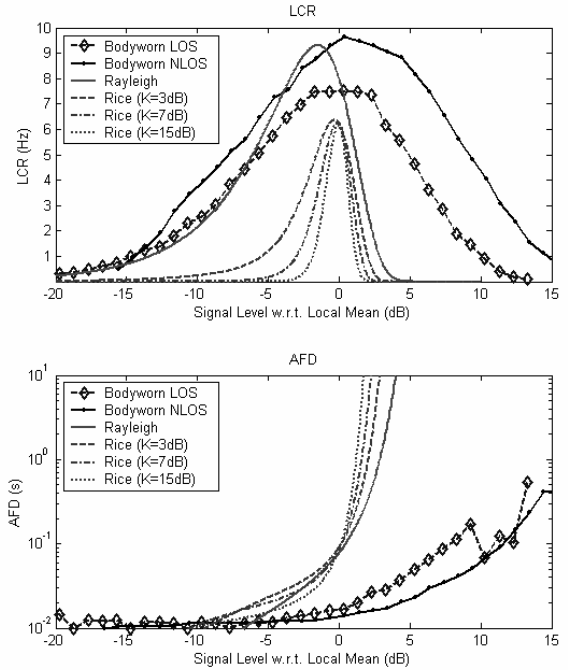 LCR
10
9
8
7
6
5
4
3
2
1
LCR (Hz)
Bodyworn LOS
Bodyworn NLOS
Rayleigh
Rice (K=3dB)
Rice (K=7dB)
Rice (K=15dB)
-20 -15 -10 -5 0 5 10 15
Signal Level w.r.t. Local Mean (dB)
AFD
10^1
10^0
10^-1
10^-2
AFD (s)
Bodyworn LOS
Bodyworn NLOS
Rayleigh
Rice (K=3dB)
Rice (K=7dB)
Rice (K=15dB)
-20 -15 -10 -5 0 5 10 15
Signal Level w.r.t. Local Mean (dB)